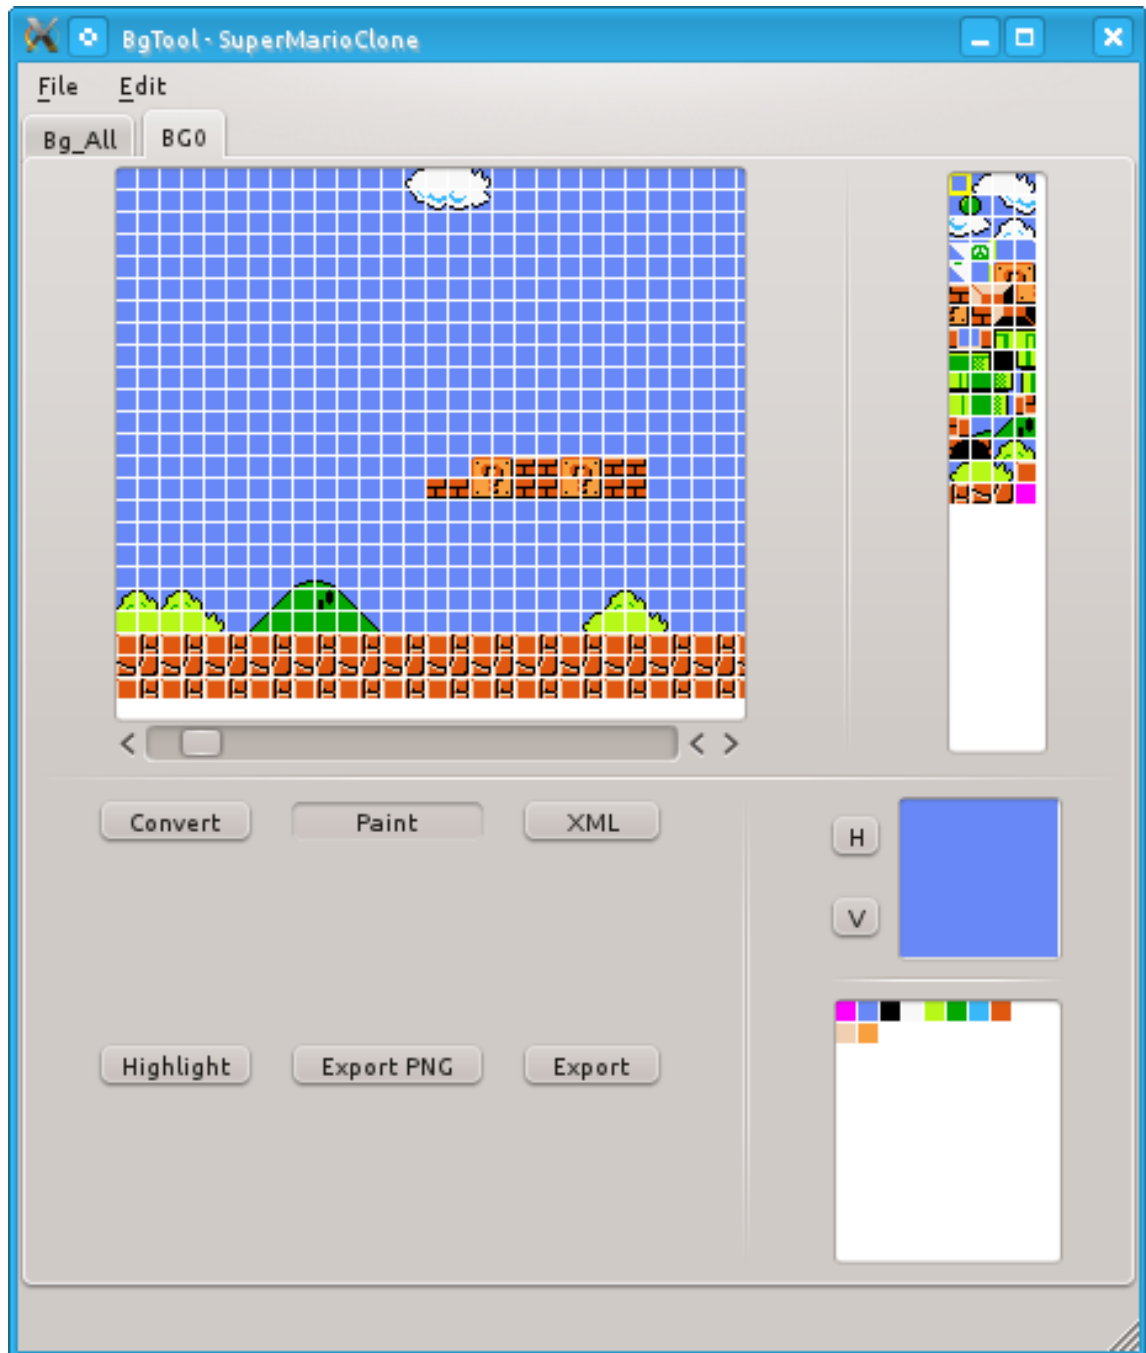 BgTool - SuperMarioClone
File Edit
Bg_All BG0
< < >
Convert Paint XML
H
V
Highlight Export PNG Export